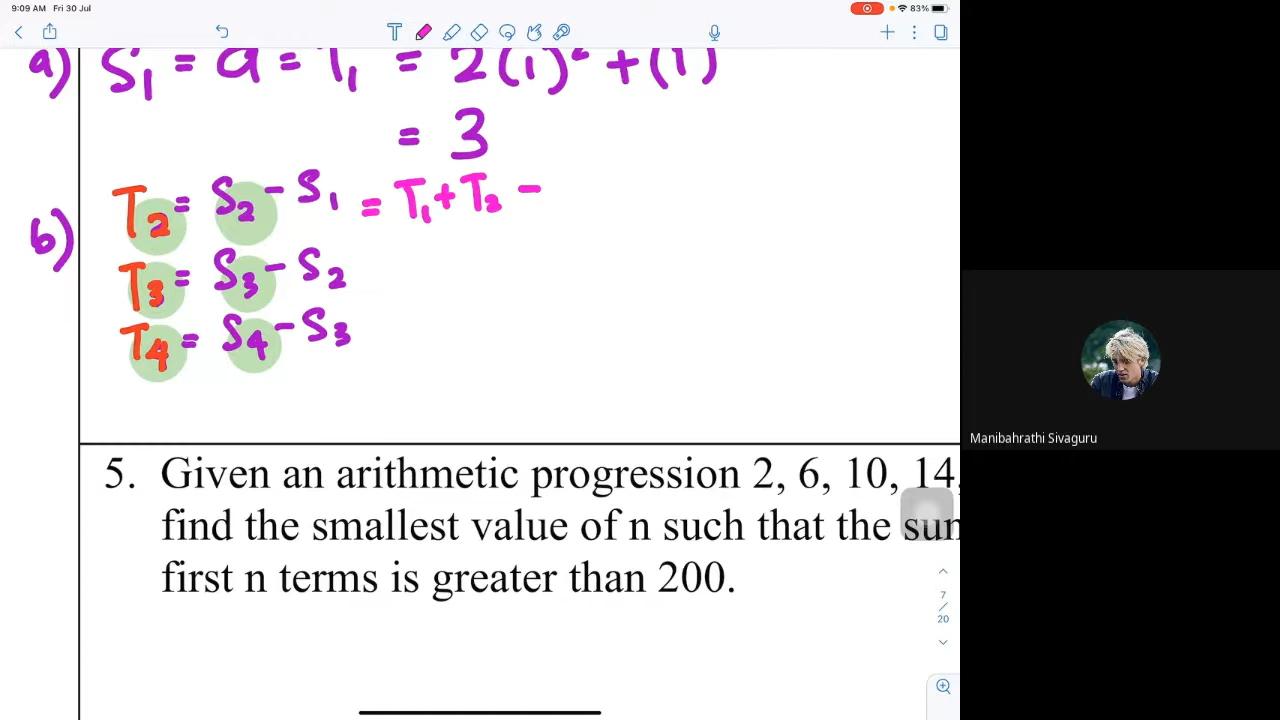 9:09 AM Fri 30 Jul
83%
a) S₁ = a = T₁ = 2(1)² + (1)
= 3
b) T₂ = S₂ - S₁ = T₁ + T₂ -
T₃ = S₃ - S₂
T₄ = S₄ - S₃
5. Given an arithmetic progression 2, 6, 10, 14,
find the smallest value of n such that the sum
first n terms is greater than 200.
7
/
20
Manibahrathi Sivaguru